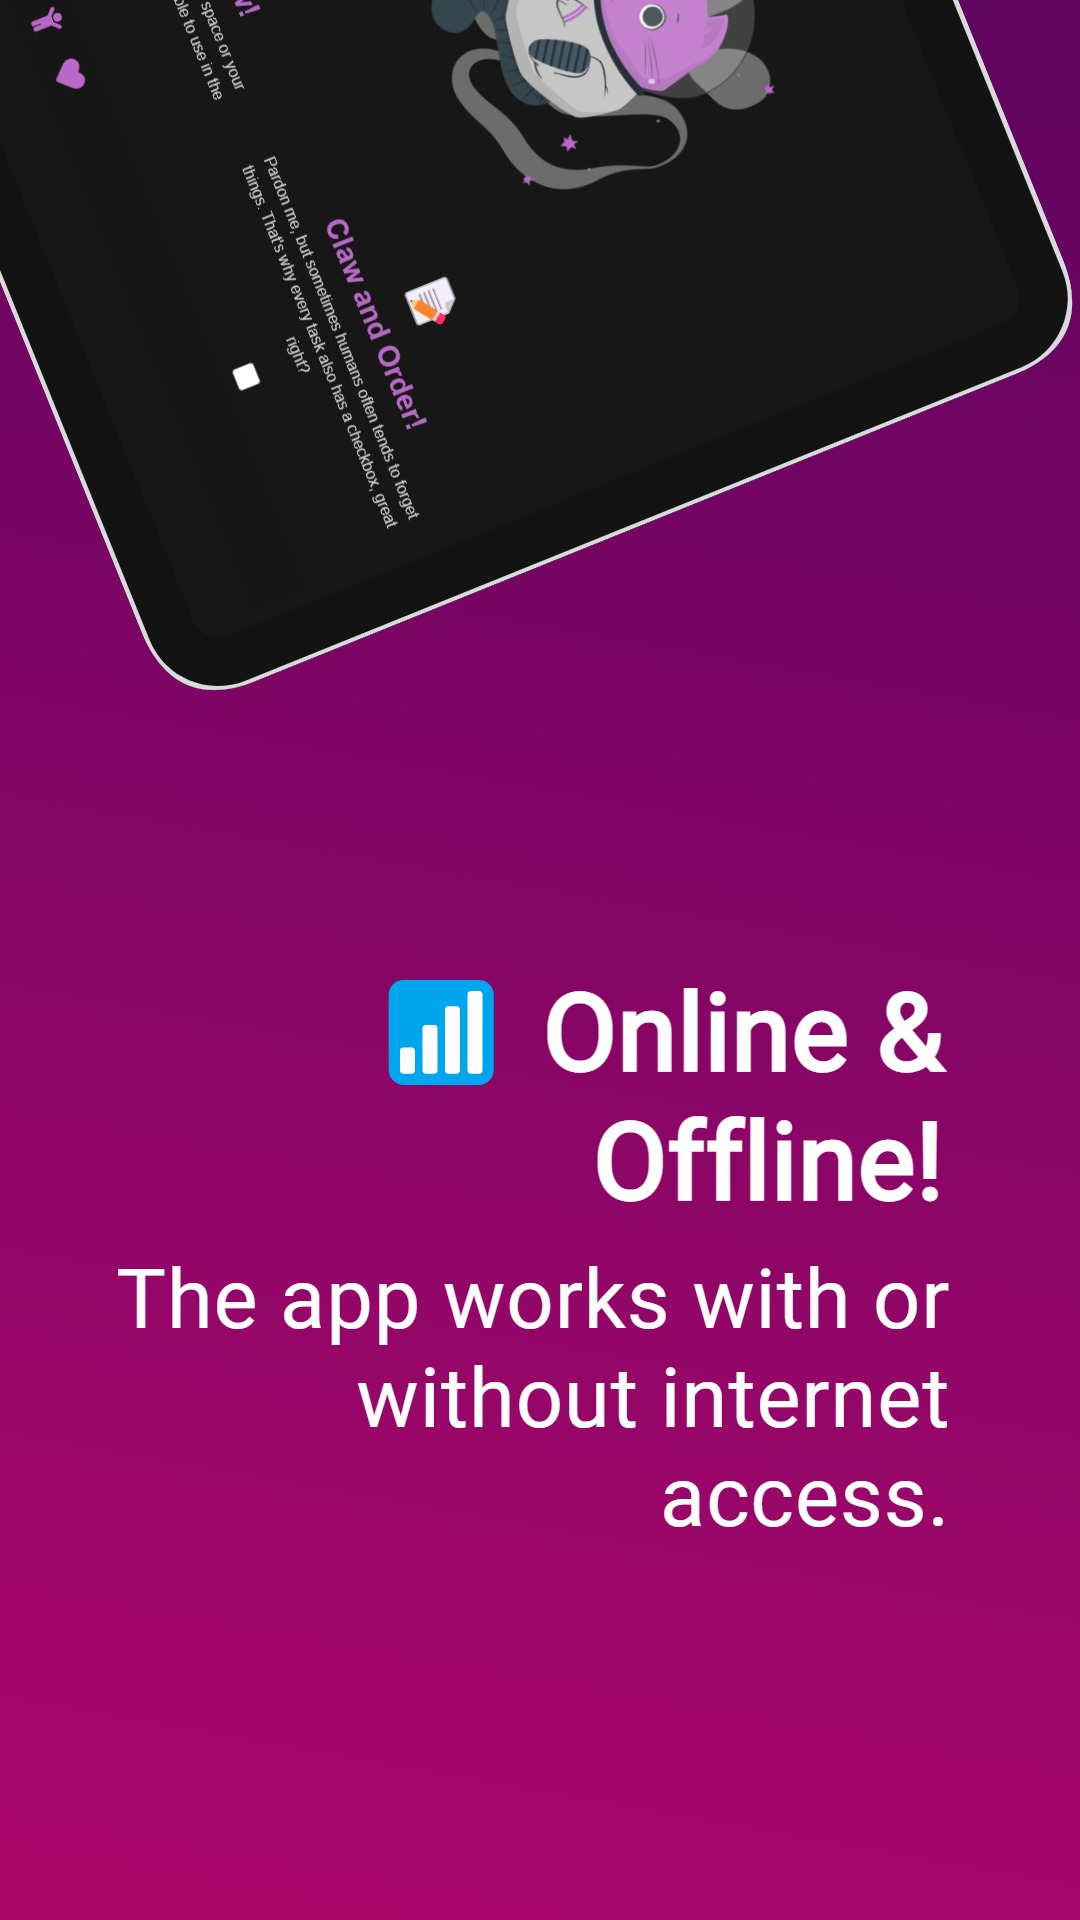 w!
space or your
ble to use in the
Claw and Order!
Pardon me, but sometimes humans often tends to forget
things. That's why every task also has a checkbox, great
right?
Online &
Offline!
The app works with or
without internet
access.